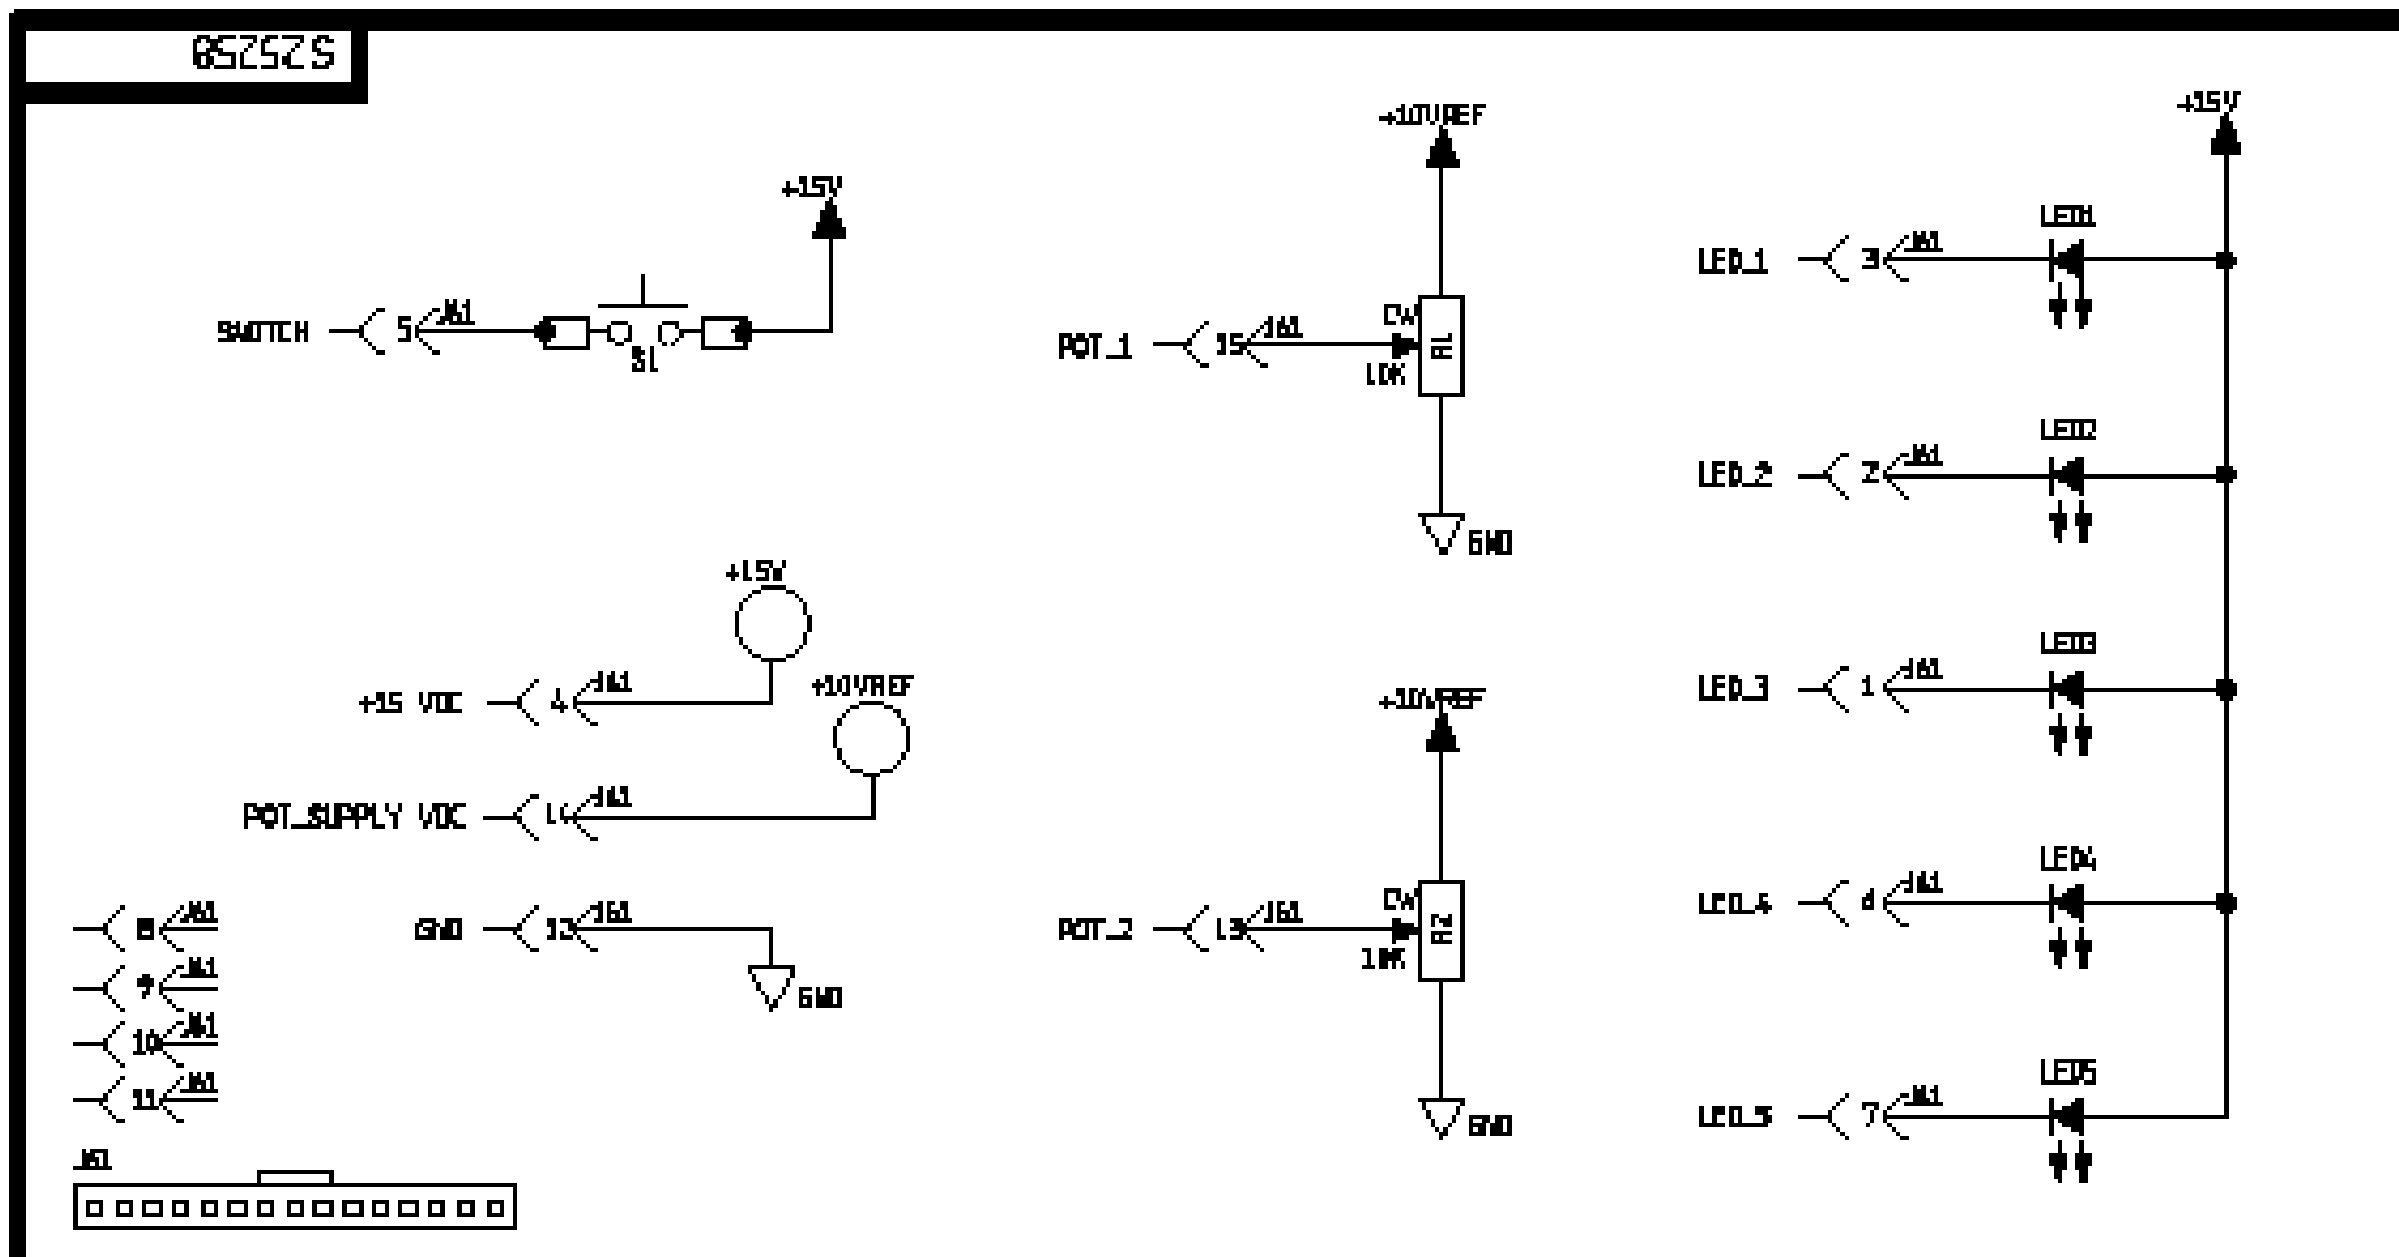 S25258
+15V
SWITCH 5 J61
S1
+15V
+15 VDC 4 J61
+10VREF
POT_SUPPLY VDC 14 J61
GND 12 J61
GND
8 J61
9 J61
10 J61
11 J61
J61
+10VREF
POT_1 15 J61
CW
R1
10K
GND
+10VREF
POT_2 13 J61
CW
R2
10K
GND
+15V
LED1
LED_1 3 J61
LED2
LED_2 2 J61
LED3
LED_3 1 J61
LED4
LED_4 6 J61
LED5
LED_5 7 J61